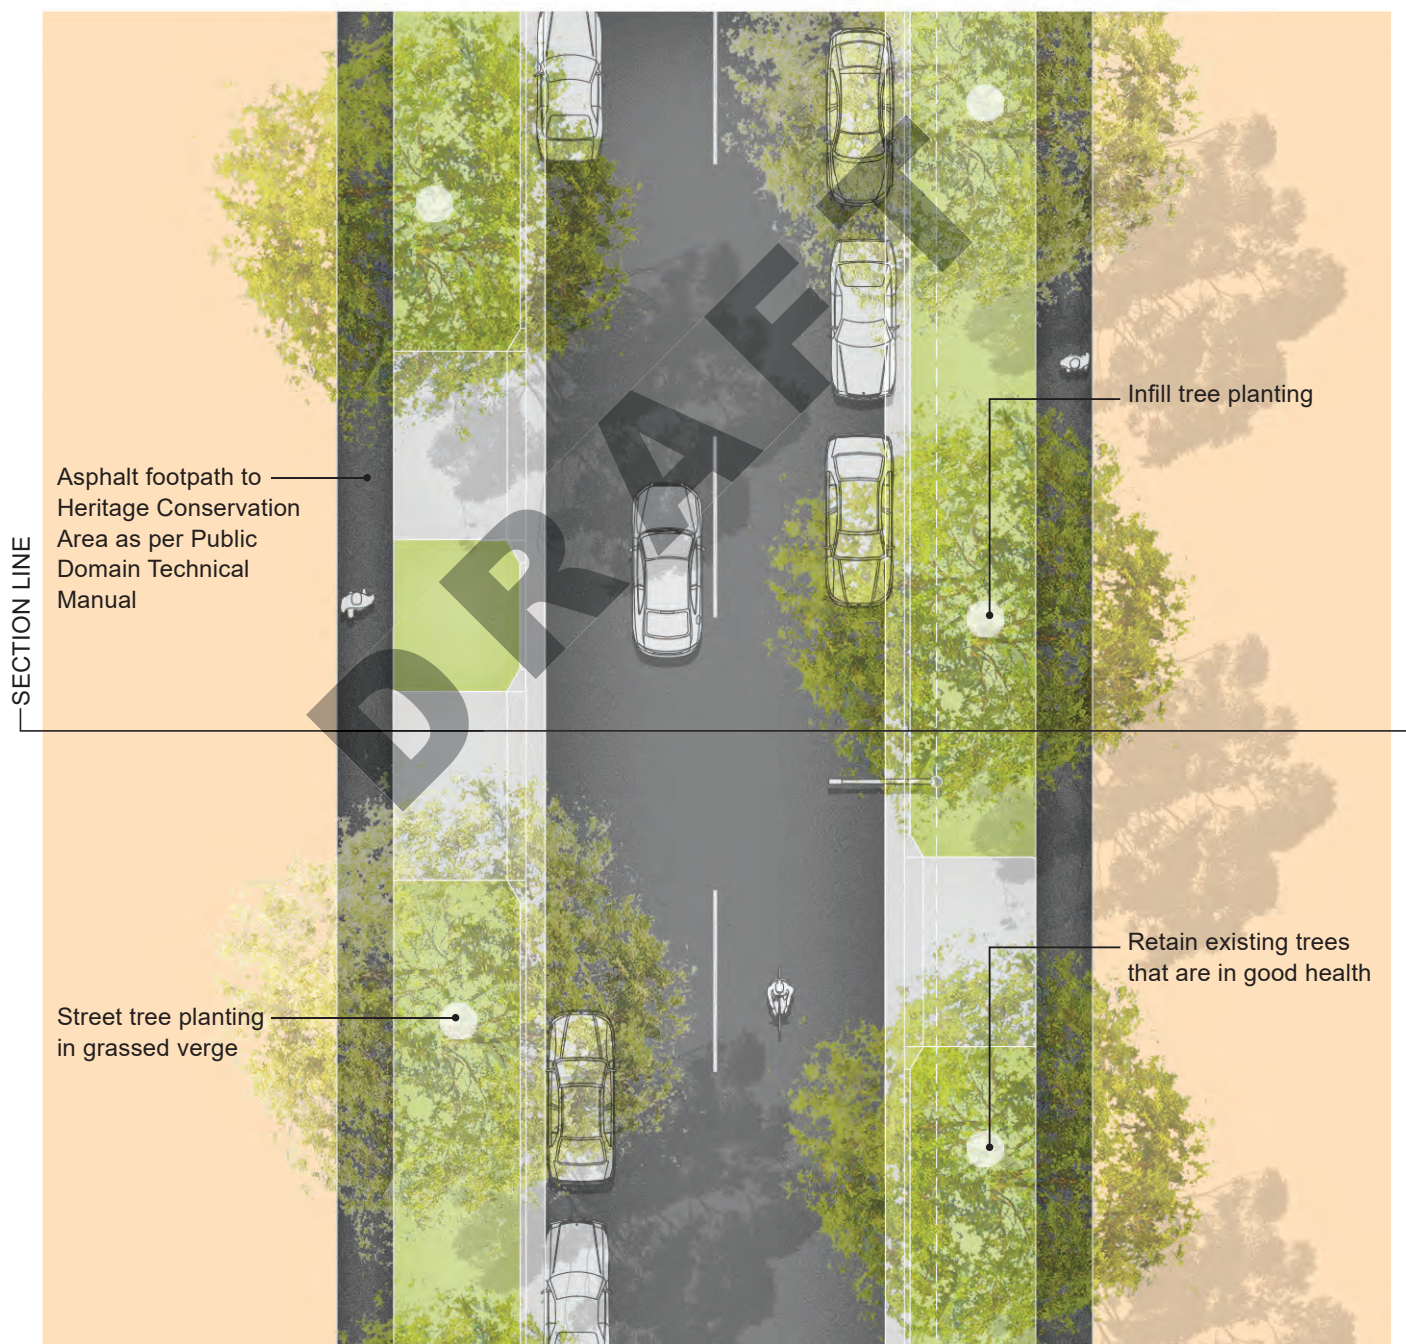 Infill tree planting
Asphalt footpath to
Heritage Conservation
Area as per Public
Domain Technical
Manual
SECTION LINE
DRAFT
Retain existing trees
that are in good health
Street tree planting
in grassed verge